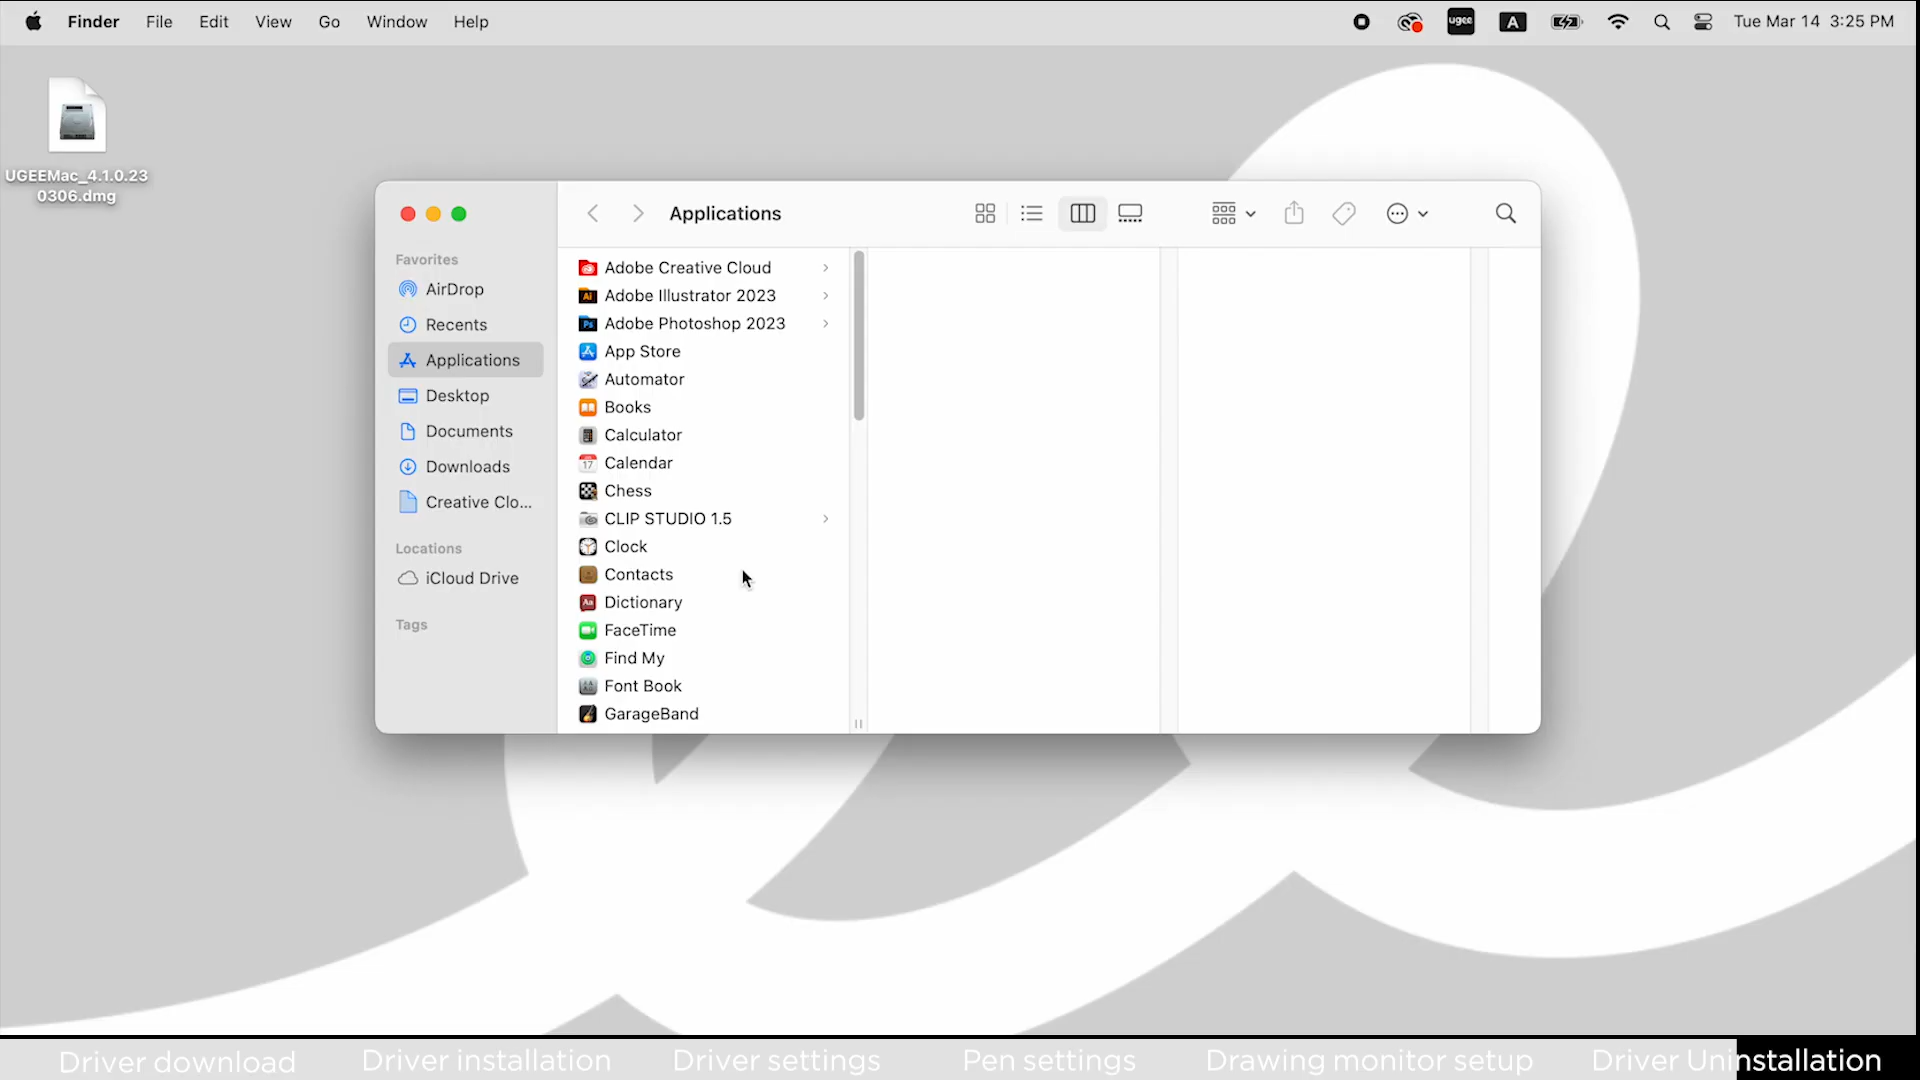 Finder File Edit View Go Window Help
ugee A Tue Mar 14 3:25 PM
UGEEMac_4.1.0.23
0306.dmg
Applications
Favorites
AirDrop
Recents
Applications
Desktop
Documents
Downloads
Creative Clo...
Locations
iCloud Drive
Tags
Adobe Creative Cloud
Adobe Illustrator 2023
Adobe Photoshop 2023
App Store
Automator
Books
Calculator
Calendar
Chess
CLIP STUDIO 1.5
Clock
Contacts
Dictionary
FaceTime
Find My
Font Book
GarageBand
Driver download Driver installation Driver settings Pen settings Drawing monitor setup Driver Uninstallation